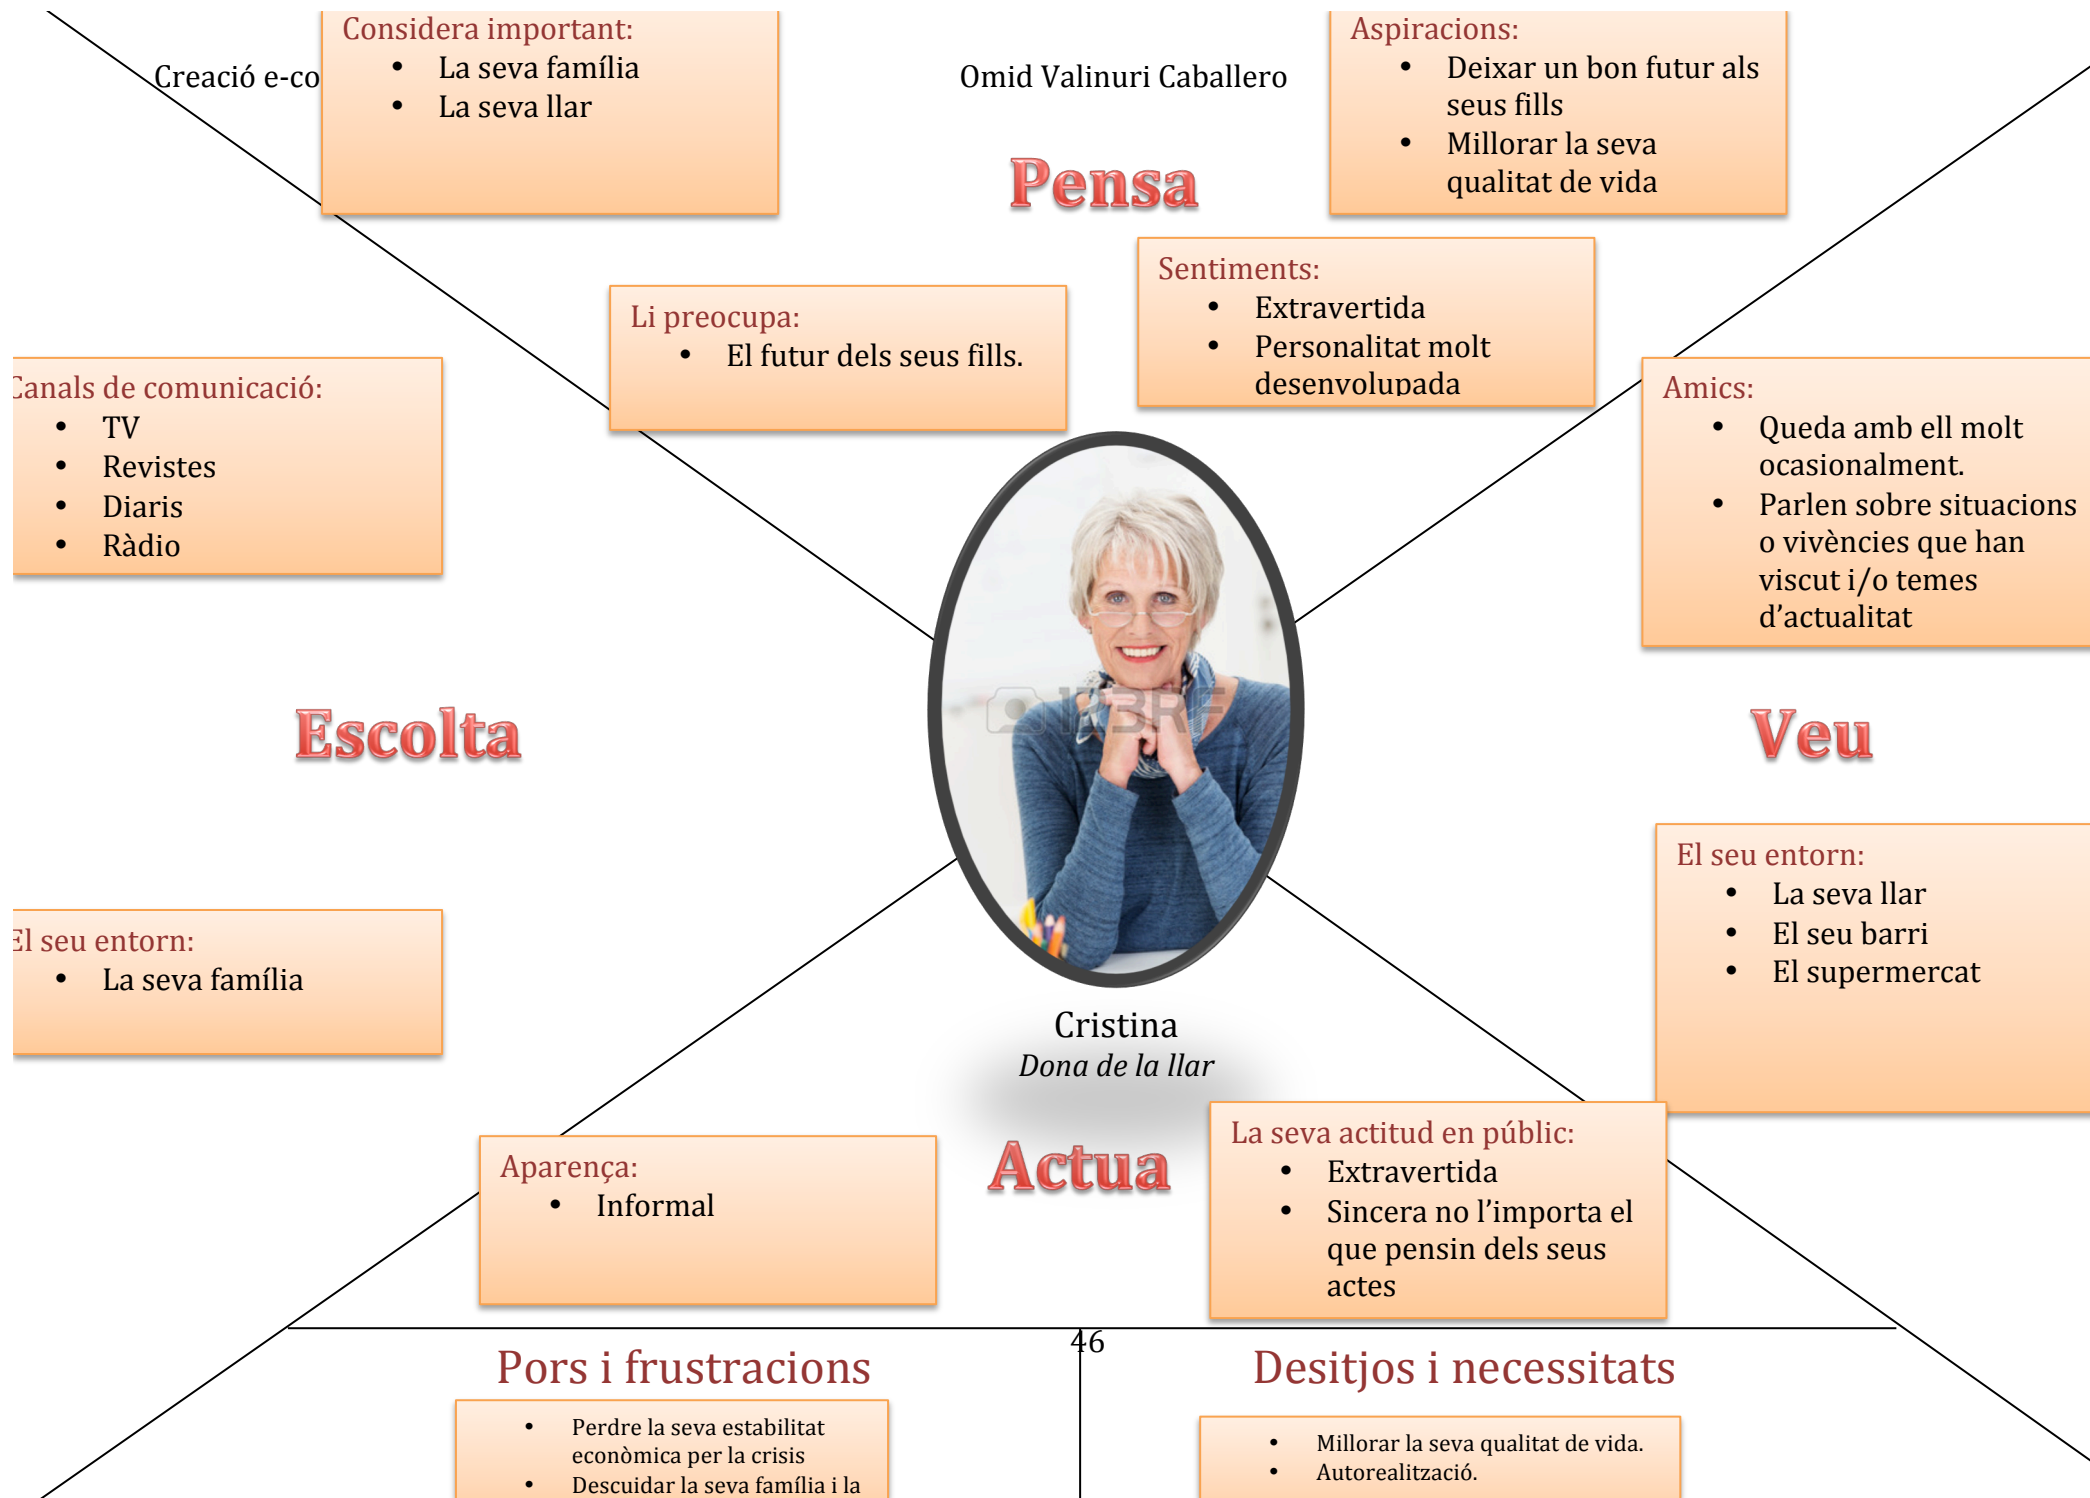 Considera important:
• La seva família
• La seva llar
Creació e-co
Omid Valinuri Caballero
Aspiracions:
• Deixar un bon futur als
seus fills
• Millorar la seva
qualitat de vida
Pensa
Li preocupa:
• El futur dels seus fills.
Sentiments:
• Extravertida
• Personalitat molt
desenvolupada
Canals de comunicació:
• TV
• Revistes
• Diaris
• Ràdio
Amics:
• Queda amb ell molt
ocasionalment.
• Parlen sobre situacions
o vivències que han
viscut i/o temes
d’actualitat
Escolta
123RF
Veu
El seu entorn:
• La seva família
El seu entorn:
• La seva llar
• El seu barri
• El supermercat
Cristina
Dona de la llar
Aparença:
• Informal
Actua
La seva actitud en públic:
• Extravertida
• Sincera no l’importa el
que pensin dels seus
actes
46
Pors i frustracions
• Perdre la seva estabilitat
econòmica per la crisis
• Descuidar la seva família i la
Desitjos i necessitats
• Millorar la seva qualitat de vida.
• Autorealització.